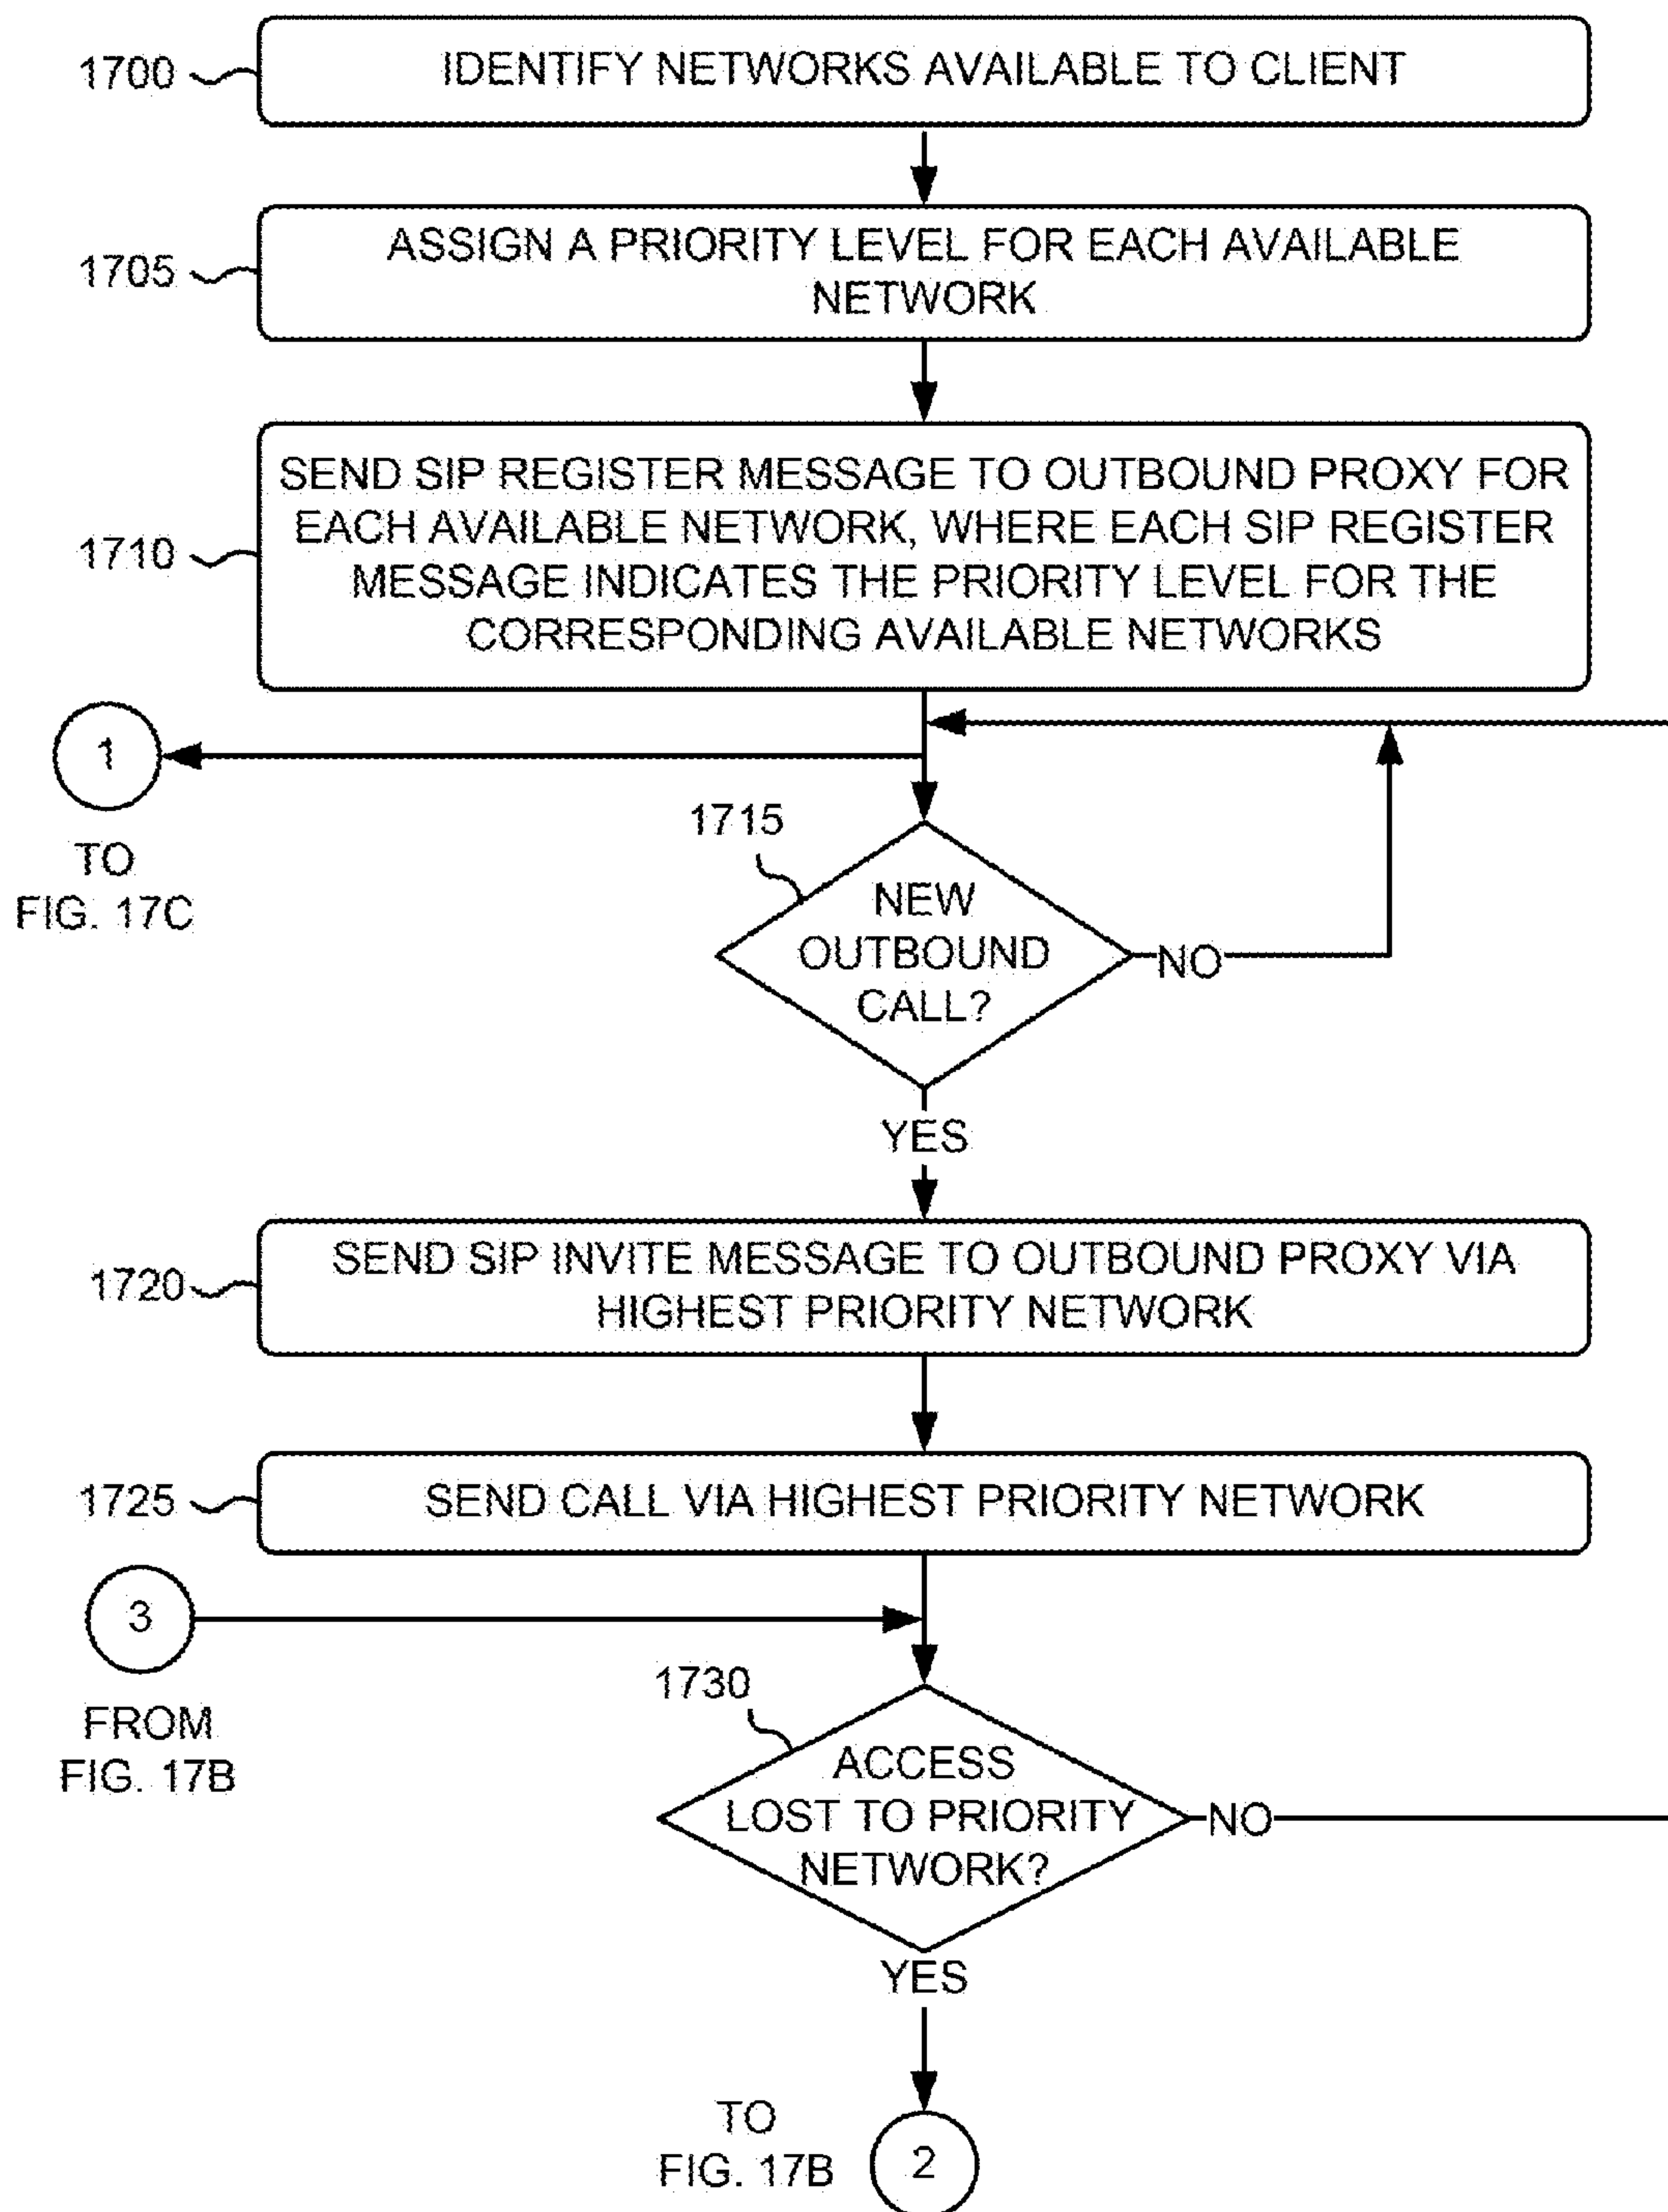 1700
IDENTIFY NETWORKS AVAILABLE TO CLIENT
1705
ASSIGN A PRIORITY LEVEL FOR EACH AVAILABLE
NETWORK
1710
SEND SIP REGISTER MESSAGE TO OUTBOUND PROXY FOR
EACH AVAILABLE NETWORK, WHERE EACH SIP REGISTER
MESSAGE INDICATES THE PRIORITY LEVEL FOR THE
CORRESPONDING AVAILABLE NETWORKS
1
TO
FIG. 17C
1715
NEW
OUTBOUND
CALL?
NO
YES
1720
SEND SIP INVITE MESSAGE TO OUTBOUND PROXY VIA
HIGHEST PRIORITY NETWORK
1725
SEND CALL VIA HIGHEST PRIORITY NETWORK
3
FROM
FIG. 17B
1730
ACCESS
LOST TO PRIORITY
NETWORK?
NO
YES
TO
FIG. 17B
2